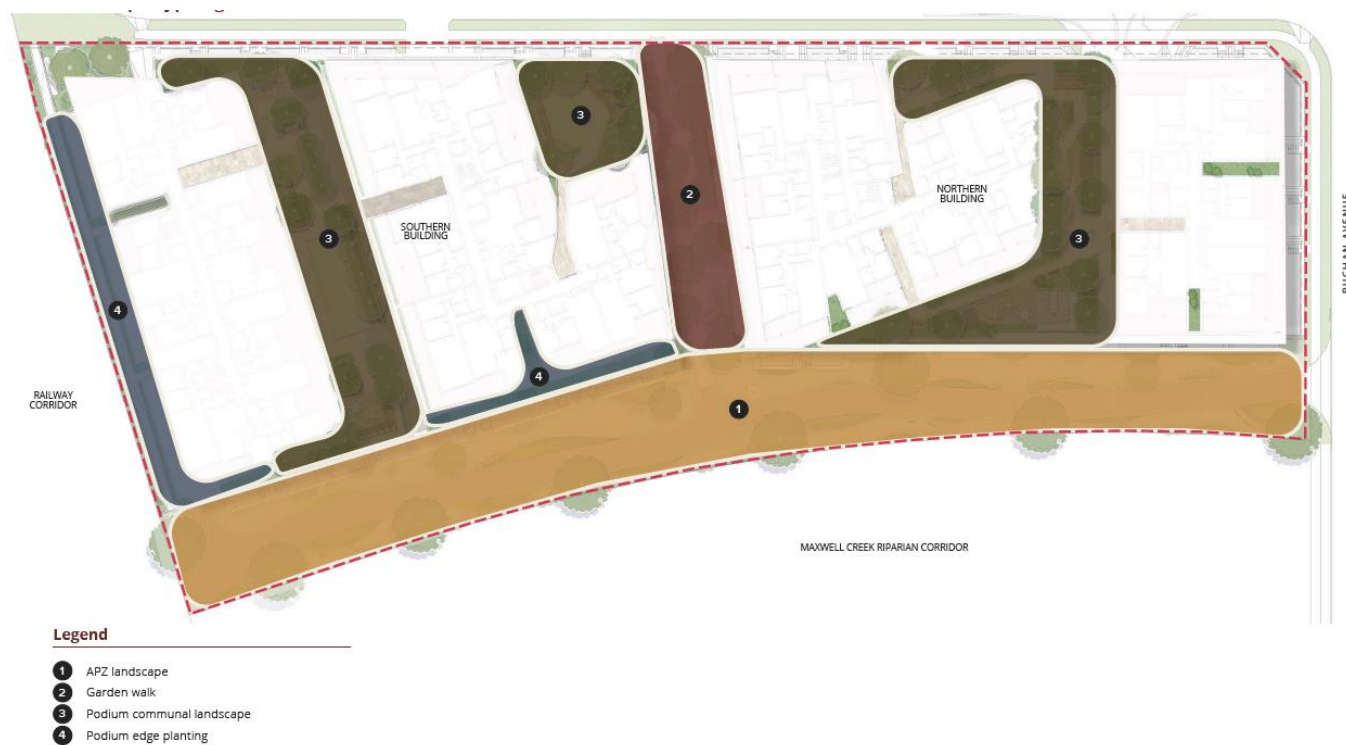 3
2
NORTHERN
BUILDING
SOUTHERN
BUILDING
3
3
4
4
RAILWAY
CORRIDOR
1
MAXWELL CREEK RIPARIAN CORRIDOR
Legend
1 APZ landscape
2 Garden walk
3 Podium communal landscape
4 Podium edge planting